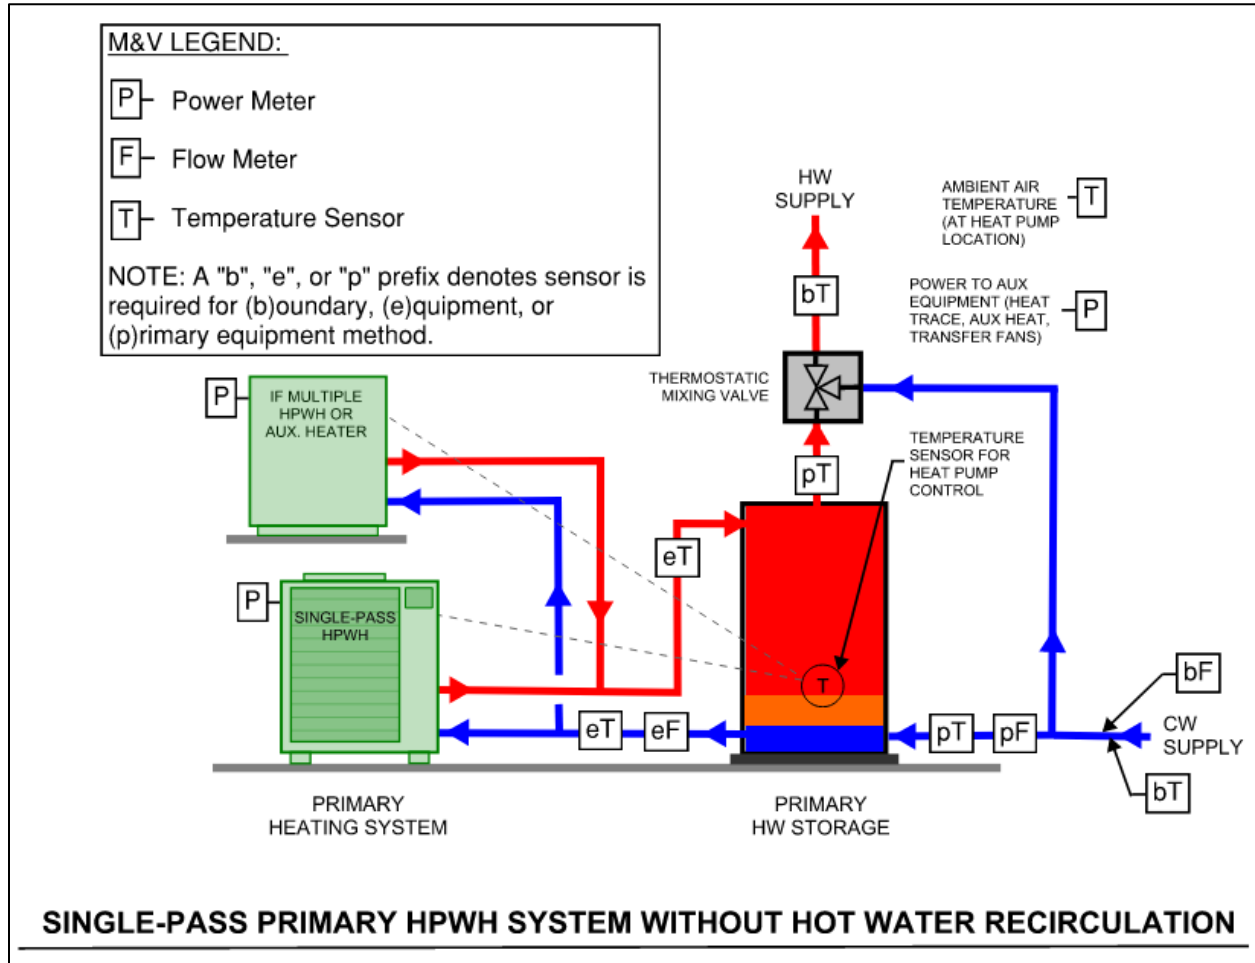 M&V LEGEND:
P Power Meter
F Flow Meter
T Temperature Sensor
NOTE: A "b", "e", or "p" prefix denotes sensor is
required for (b)oundary, (e)quipment, or
(p)rimary equipment method.
HW
SUPPLY
AMBIENT AIR
TEMPERATURE
(AT HEAT PUMP
LOCATION)
T
bT
POWER TO AUX
EQUIPMENT (HEAT
TRACE, AUX HEAT,
TRANSFER FANS)
P
THERMOSTATIC
MIXING VALVE
P
IF MULTIPLE
HPWH OR
AUX. HEATER
TEMPERATURE
SENSOR FOR
HEAT PUMP
CONTROL
pT
eT
P
SINGLE-PASS
HPWH
T
eT
eF
pT
pF
bF
CW
SUPPLY
bT
PRIMARY
HEATING SYSTEM
PRIMARY
HW STORAGE
SINGLE-PASS PRIMARY HPWH SYSTEM WITHOUT HOT WATER RECIRCULATION